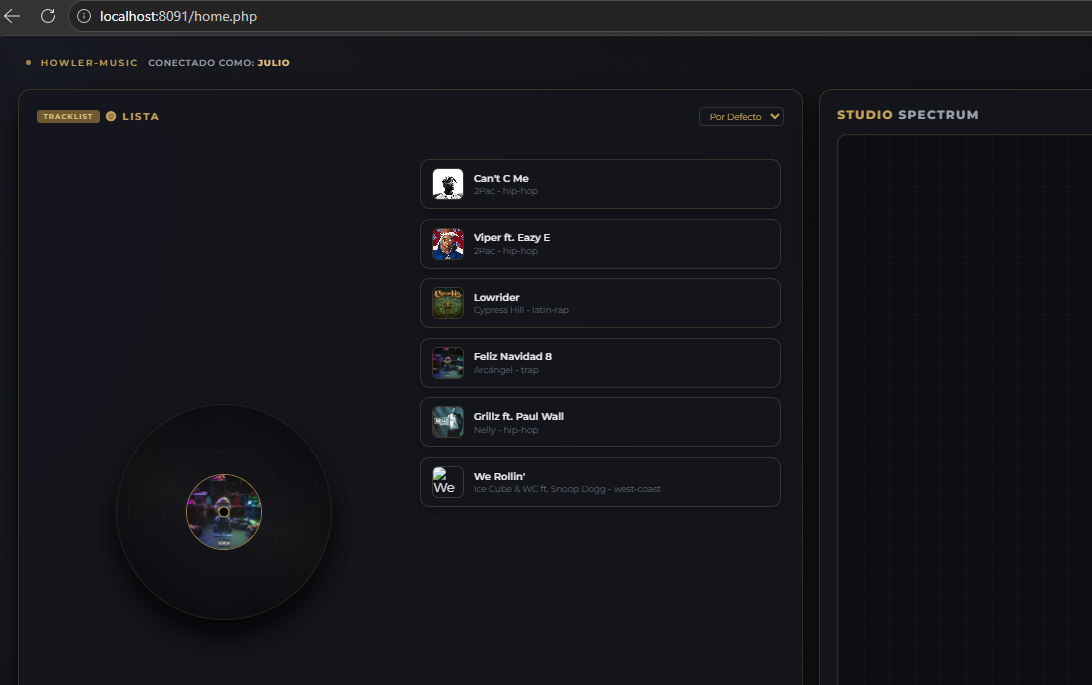 localhost:8091/home.php
HOWLER-MUSIC CONECTADO COMO: JULIO
TRACKLIST LISTA
Por Defecto
STUDIO SPECTRUM
Can't C Me
2Pac - hip-hop
Viper ft. Eazy E
2Pac - hip-hop
Lowrider
Cypress Hill - latin-rap
Feliz Navidad 8
Arcángel - trap
Grillz ft. Paul Wall
Nelly - hip-hop
We
We Rollin'
Ice Cube & WC ft. Snoop Dogg - west-coast